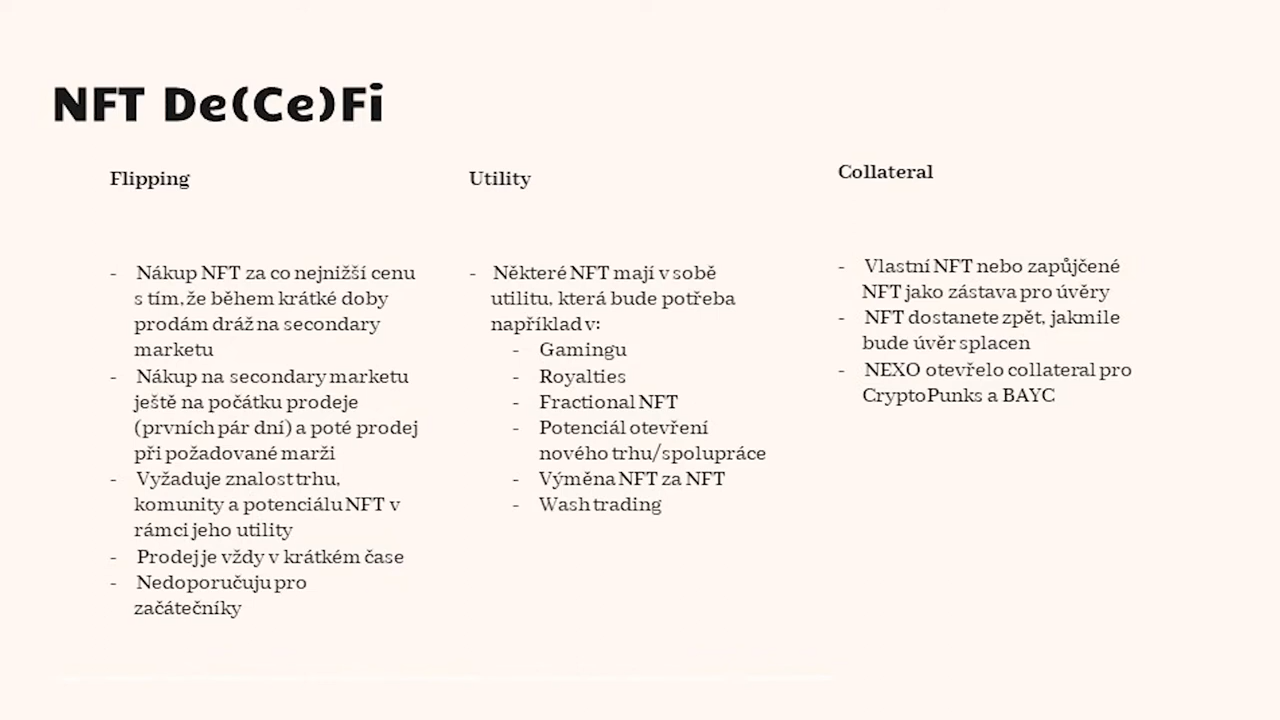 NFT De(Ce)Fi
Flipping
- Nákup NFT za co nejnižší cenu
s tím, že během krátké doby
prodám dráž na secondary
marketu
- Nákup na secondary marketu
ještě na počátku prodeje
(prvních pár dní) a poté prodej
při požadované marži
- Vyžaduje znalost trhu,
komunity a potenciálu NFT v
rámci jeho utility
- Prodej je vždy v krátkém čase
- Nedoporučuju pro
začátečníky
Utility
- Některé NFT mají v sobě
utilitu, která bude potřeba
například v:
- Gamingu
- Royalties
- Fractional NFT
- Potenciál otevření
nového trhu/spolupráce
- Výměna NFT za NFT
- Wash trading
Collateral
- Vlastní NFT nebo zapůjčené
NFT jako zástava pro úvěry
- NFT dostanete zpět, jakmile
bude úvěr splacen
- NEXO otevřelo collateral pro
CryptoPunks a BAYC